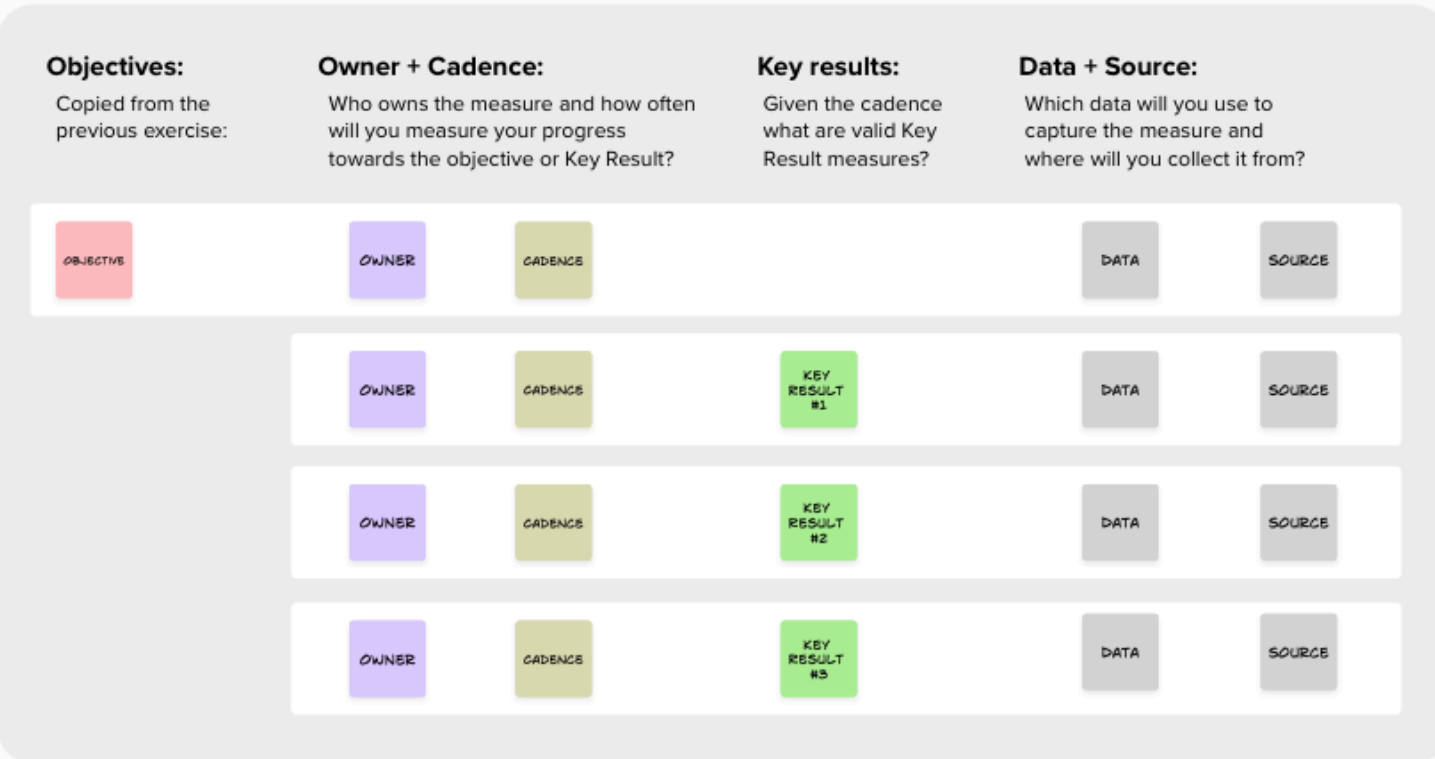 Objectives:
Copied from the
previous exercise:
Owner + Cadence:
Who owns the measure and how often
will you measure your progress
towards the objective or Key Result?
Key results:
Given the cadence
what are valid Key
Result measures?
Data + Source:
Which data will you use to
capture the measure and
where will you collect it from?
OBJECTIVE
OWNER
CADENCE
DATA
SOURCE
OWNER
CADENCE
KEY
RESULT
#1
DATA
SOURCE
OWNER
CADENCE
KEY
RESULT
#2
DATA
SOURCE
OWNER
CADENCE
KEY
RESULT
#3
DATA
SOURCE